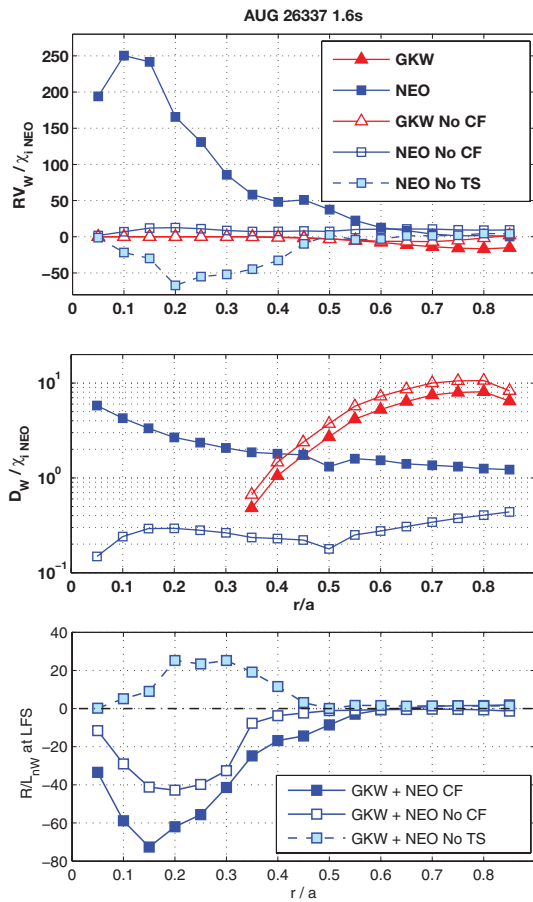 AUG 26337 1.6s
RV_W / χ_i NEO
250
200
150
100
50
0
−50
GKW
NEO
GKW No CF
NEO No CF
NEO No TS
0 0.1 0.2 0.3 0.4 0.5 0.6 0.7 0.8
D_W / χ_i NEO
10^1
10^0
10^−1
0 0.1 0.2 0.3 0.4 0.5 0.6 0.7 0.8
r/a
R/L_nW at LFS
40
20
0
−20
−40
−60
−80
GKW + NEO CF
GKW + NEO No CF
GKW + NEO No TS
0 0.1 0.2 0.3 0.4 0.5 0.6 0.7 0.8
r / a